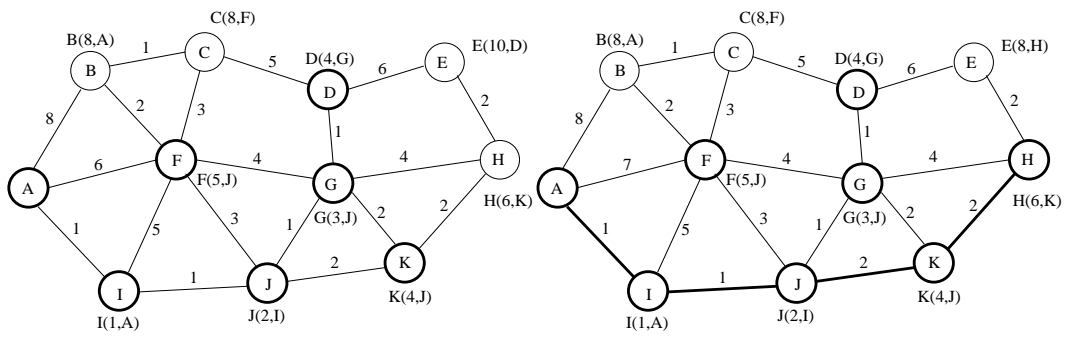 C(8,F)
B(8,A)
1
C
E(10,D)
B
5
D(4,G)
6
E
D
2
8
2
3
1
F
4
4
H
6
F(5,J)
A
G
H(6,K)
G(3,J)
1
5
3
1
2
2
K
2
1
I
J
K(4,J)
I(1,A)
J(2,I)
C(8,F)
B(8,A)
1
C
E(8,H)
B
5
D(4,G)
6
E
D
2
8
2
3
1
F
4
4
H
7
F(5,J)
A
G
H(6,K)
G(3,J)
1
5
3
1
2
2
K
2
1
I
J
K(4,J)
I(1,A)
J(2,I)